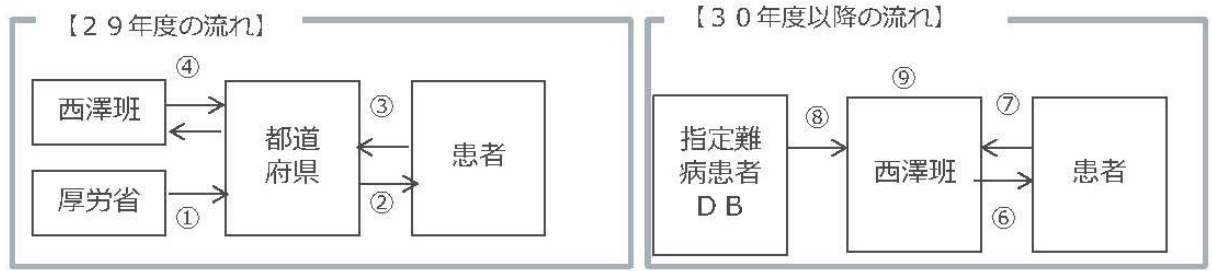 【２９年度の流れ】
④
西澤班
厚労省
①
都道
府県
③
②
患者
【３０年度以降の流れ】
指定難
病患者
ＤＢ
⑧
⑨
西澤班
⑦
⑥
患者